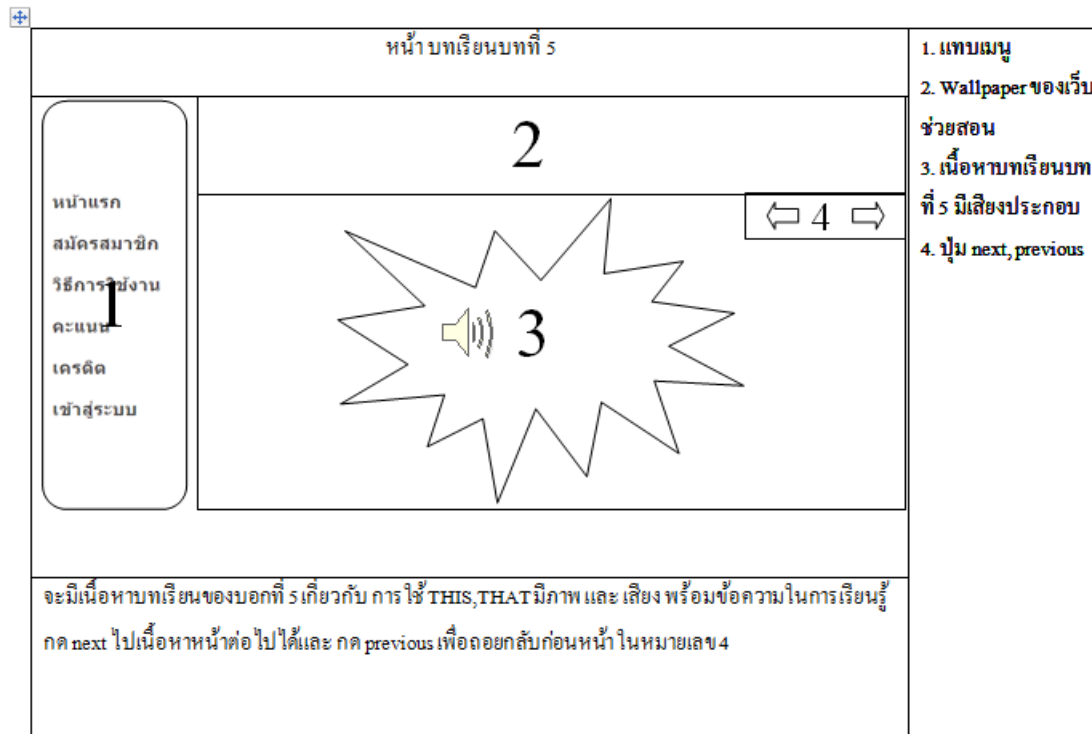 หน้า บทเรียนบทที่ 5
1. แทบเมนู
2. Wallpaper ของเว็บ
ช่วยสอน
3. เนื้อหาบทเรียนบท
ที่ 5 มีเสียงประกอบ
4. ปุ่ม next, previous
2
หน้าแรก
สมัครสมาชิก
วิธีการใช้งาน
คะแนน
เครดิต
เข้าสู่ระบบ
1
4
3
จะมีเนื้อหาบทเรียนของบอกที่ 5 เกี่ยวกับ การใช้ THIS,THAT มีภาพ และ เสียง พร้อมข้อความในการเรียนรู้
กด next ไปเนื้อหาหน้าต่อไปได้และ กด previous เพื่อถอยกลับก่อนหน้า ในหมายเลข 4